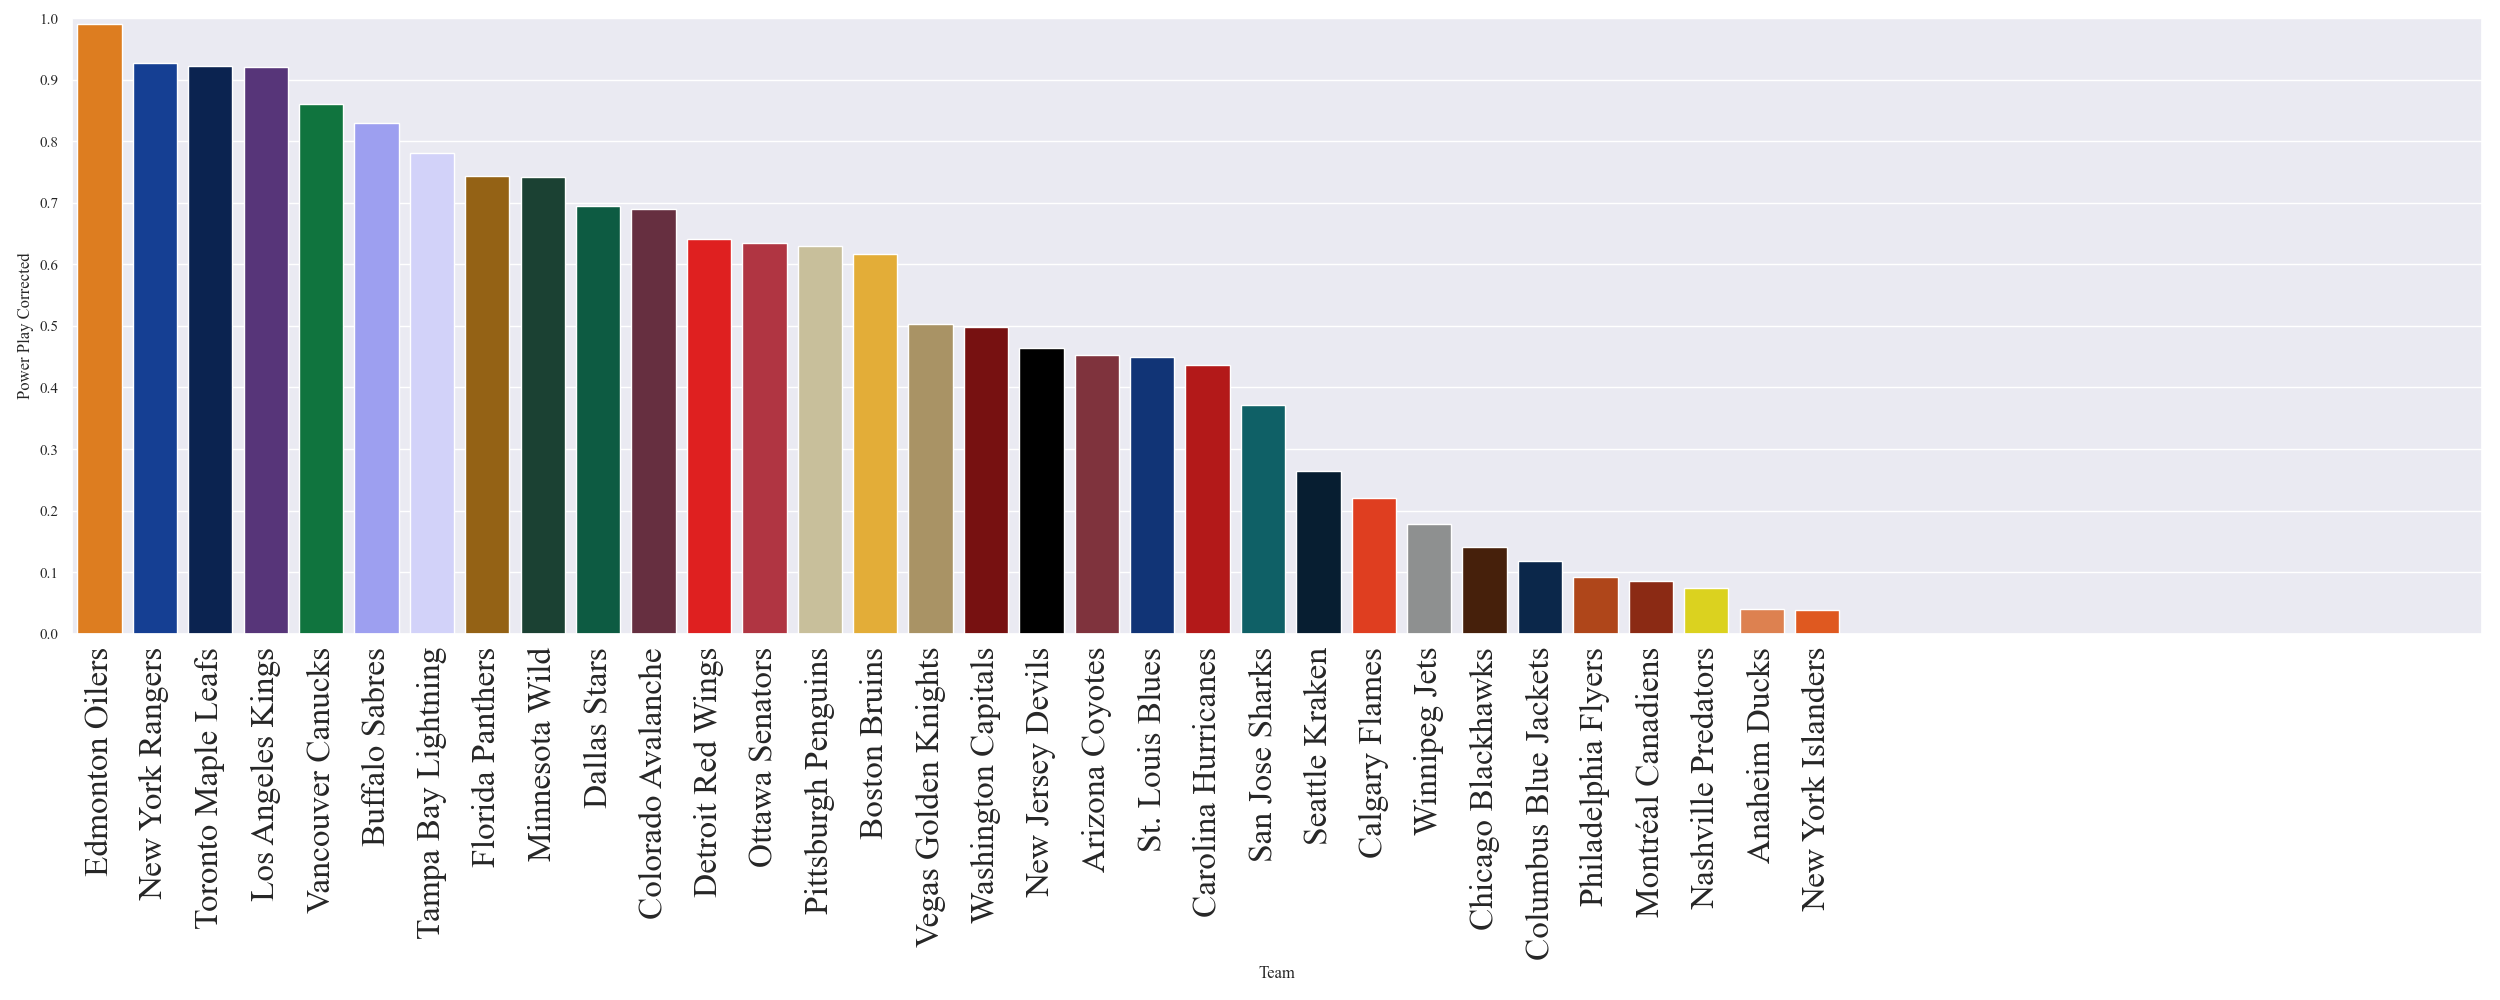 1.0
0.9
0.8
0.7
0.6
0.5
0.4
0.3
0.2
0.1
0.0
Power Play Corrected
Edmonton Oilers
New York Rangers
Toronto Maple Leafs
Los Angeles Kings
Vancouver Canucks
Buffalo Sabres
Tampa Bay Lightning
Florida Panthers
Minnesota Wild
Dallas Stars
Colorado Avalanche
Detroit Red Wings
Ottawa Senators
Pittsburgh Penguins
Boston Bruins
Vegas Golden Knights
Washington Capitals
New Jersey Devils
Arizona Coyotes
St. Louis Blues
Carolina Hurricanes
San Jose Sharks
Seattle Kraken
Calgary Flames
Winnipeg Jets
Chicago Blackhawks
Columbus Blue Jackets
Philadelphia Flyers
Montréal Canadiens
Nashville Predators
Anaheim Ducks
New York Islanders
Team